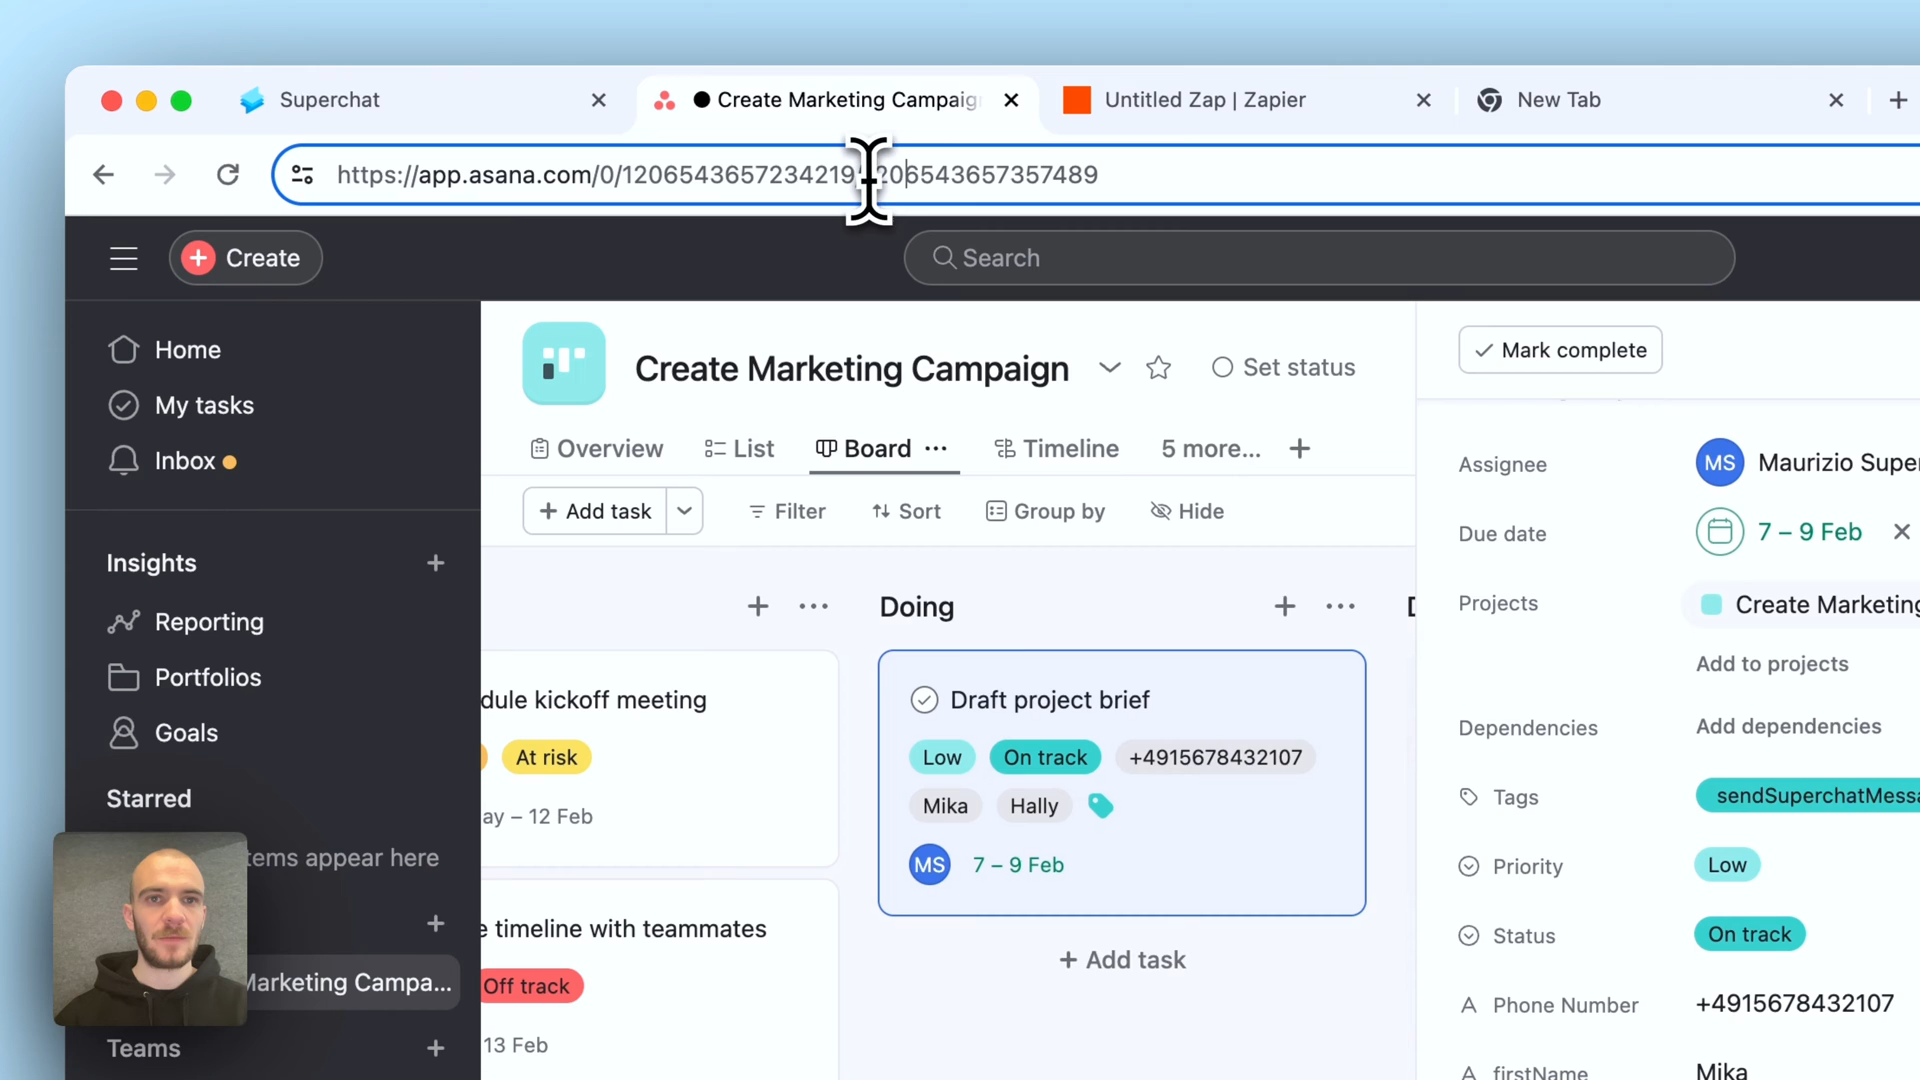 Superchat
Create Marketing Campaig
Untitled Zap | Zapier
New Tab
https://app.asana.com/0/1206543657234219 206543657357489
Create
Search
Home
My tasks
Inbox
Insights
Reporting
Portfolios
Goals
Starred
tems appear here
Marketing Campa...
Teams
Create Marketing Campaign
Set status
Overview
List
Board
Timeline
5 more...
Add task
Filter
Sort
Group by
Hide
dule kickoff meeting
At risk
ay – 12 Feb
e timeline with teammates
Off track
13 Feb
Doing
Draft project brief
Low
On track
+4915678432107
Mika
Hally
MS
7 – 9 Feb
+ Add task
Mark complete
Assignee
MS
Maurizio Supe
Due date
7 – 9 Feb
Projects
Create Marketing
Add to projects
Dependencies
Add dependencies
Tags
sendSuperchatMessa
Priority
Low
Status
On track
Phone Number
+4915678432107
firstName
Mika